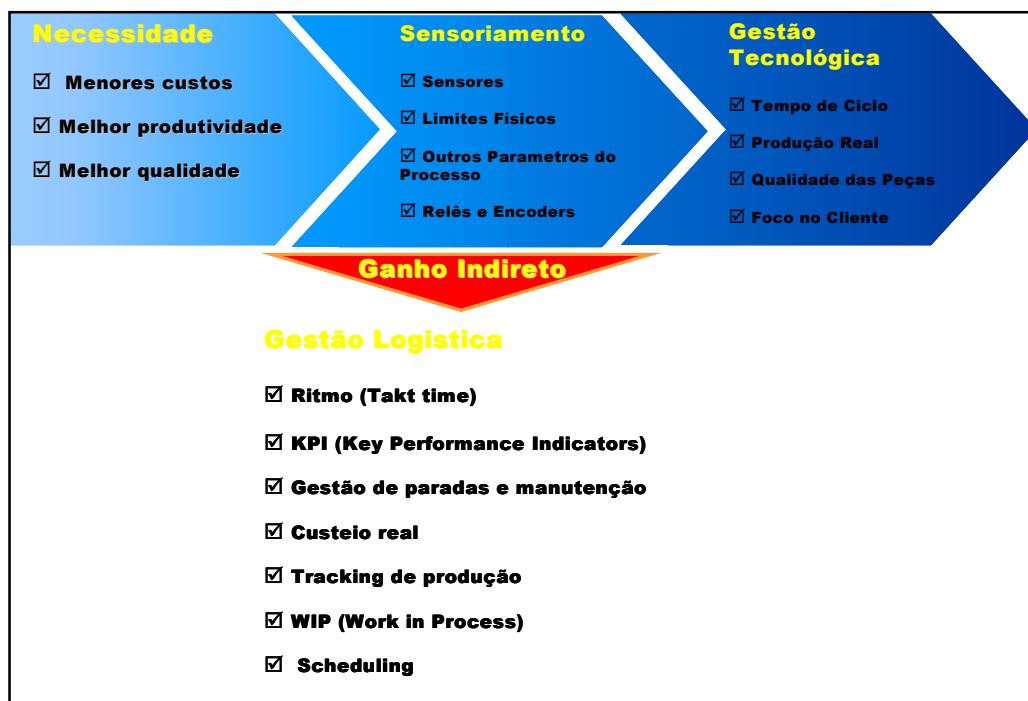 Necessidade
☑ Menores custos
☑ Melhor produtividade
☑ Melhor qualidade
Sensoriamento
☑ Sensores
☑ Limites Físicos
☑ Outros Parametros do
Processo
☑ Relês e Encoders
Gestão
Tecnológica
☑ Tempo de Ciclo
☑ Produção Real
☑ Qualidade das Peças
☑ Foco no Cliente
Ganho Indireto
Gestão Logistica
☑ Ritmo (Takt time)
☑ KPI (Key Performance Indicators)
☑ Gestão de paradas e manutenção
☑ Custeio real
☑ Tracking de produção
☑ WIP (Work in Process)
☑ Scheduling